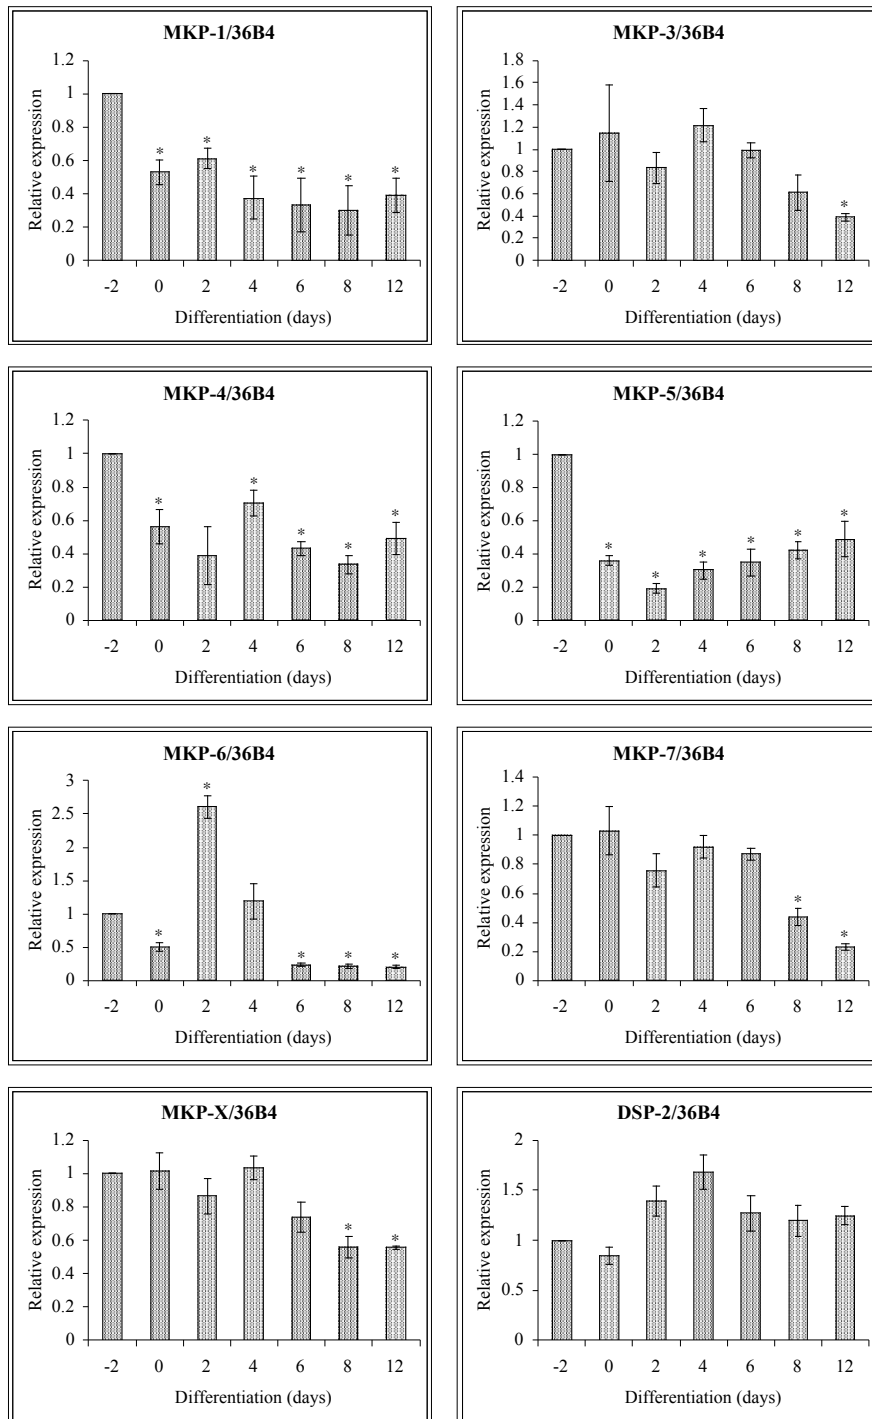 MKP-1/36B4
Relative expression
1.2
1
0.8
0.6
0.4
0.2
0
* * * * * *
-2 0 2 4 6 8 12
Differentiation (days)
MKP-3/36B4
Relative expression
1.8
1.6
1.4
1.2
1
0.8
0.6
0.4
0.2
0
*
-2 0 2 4 6 8 12
Differentiation (days)
MKP-4/36B4
Relative expression
1.2
1
0.8
0.6
0.4
0.2
0
* * * * *
-2 0 2 4 6 8 12
Differentiation (days)
MKP-5/36B4
Relative expression
1.2
1
0.8
0.6
0.4
0.2
0
* * * * * *
-2 0 2 4 6 8 12
Differentiation (days)
MKP-6/36B4
Relative expression
3
2.5
2
1.5
1
0.5
0
* * * * *
-2 0 2 4 6 8 12
Differentiation (days)
MKP-7/36B4
Relative expression
1.4
1.2
1
0.8
0.6
0.4
0.2
0
* *
-2 0 2 4 6 8 12
Differentiation (days)
MKP-X/36B4
Relative expression
1.2
1
0.8
0.6
0.4
0.2
0
* *
-2 0 2 4 6 8 12
Differentiation (days)
DSP-2/36B4
Relative expression
2
1.5
1
0.5
0
-2 0 2 4 6 8 12
Differentiation (days)